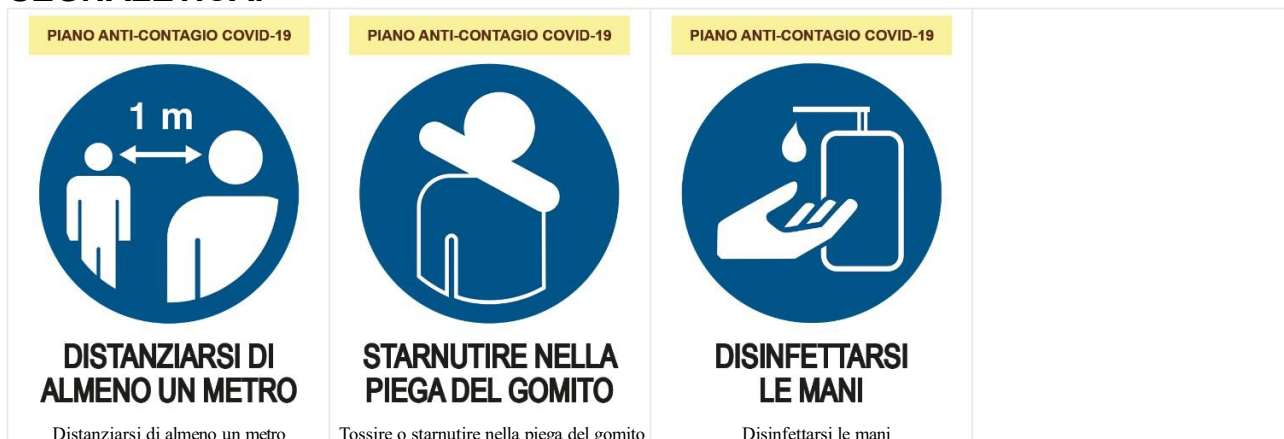 PIANO ANTI-CONTAGIO COVID-19
1 m
DISTANZIARSI DI
ALMENO UN METRO
Distanziarsi di almeno un metro
PIANO ANTI-CONTAGIO COVID-19
STARNUTIRE NELLA
PIEGA DEL GOMITO
Tossire o starnutire nella piega del gomito
PIANO ANTI-CONTAGIO COVID-19
DISINFETTARSI
LE MANI
Disinfettarsi le mani